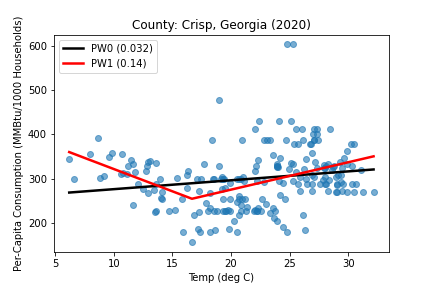 County: Crisp, Georgia (2020)
PW0 (0.032)
PW1 (0.14)
Per-Capita Consumption (MMBtu/1000 Households)
600
500
400
300
200
5 10 15 20 25 30
Temp (deg C)